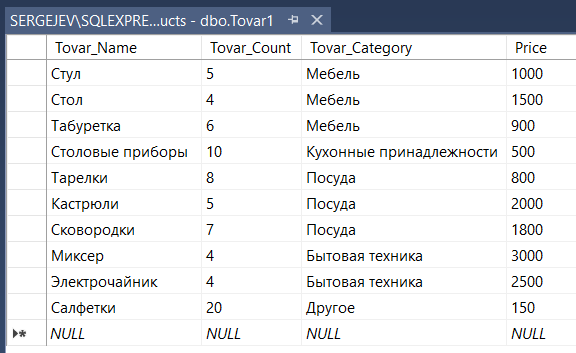 SERGEJEV\SQLEXPRE...ucts - dbo.Tovar1
Tovar_Name Tovar_Count Tovar_Category Price
Стул 5 Мебель 1000
Стол 4 Мебель 1500
Табуретка 6 Мебель 900
Столовые приборы 10 Кухонные принадлежности 500
Тарелки 8 Посуда 800
Кастрюли 5 Посуда 2000
Сковородки 7 Посуда 1800
Миксер 4 Бытовая техника 3000
Электрочайник 4 Бытовая техника 2500
Салфетки 20 Другое 150
NULL NULL NULL NULL